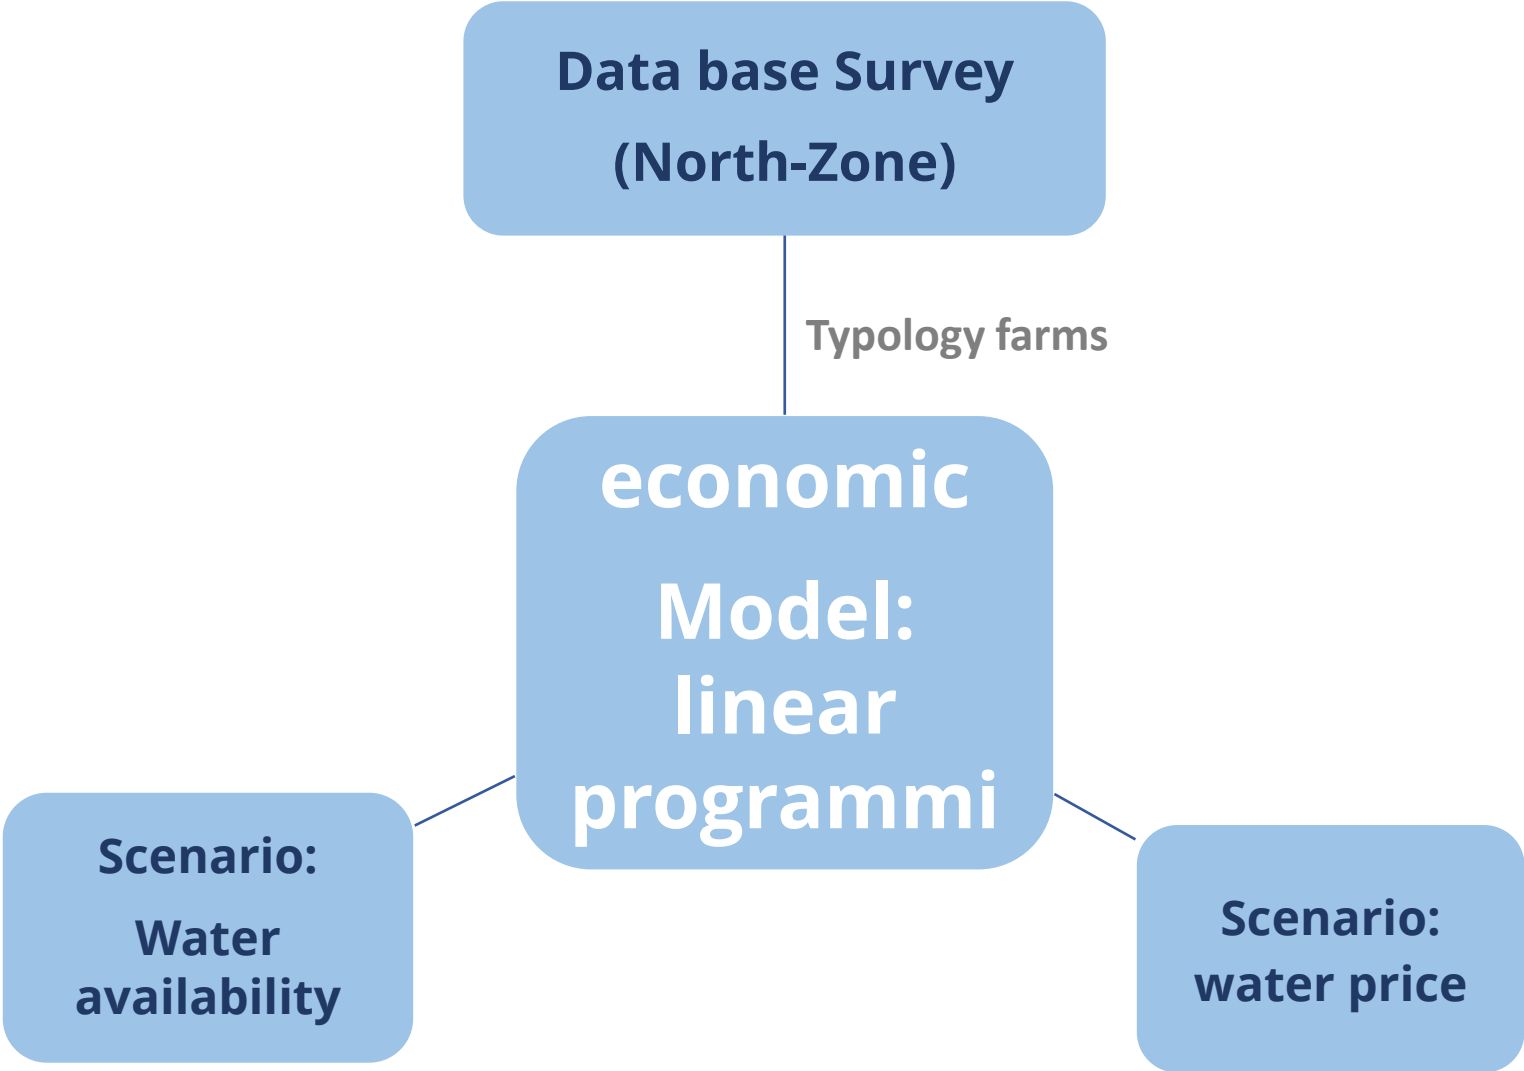 Data base Survey
(North-Zone)
Typology farms
economic
Model:
linear
programmi
Scenario:
Water
availability
Scenario:
water price